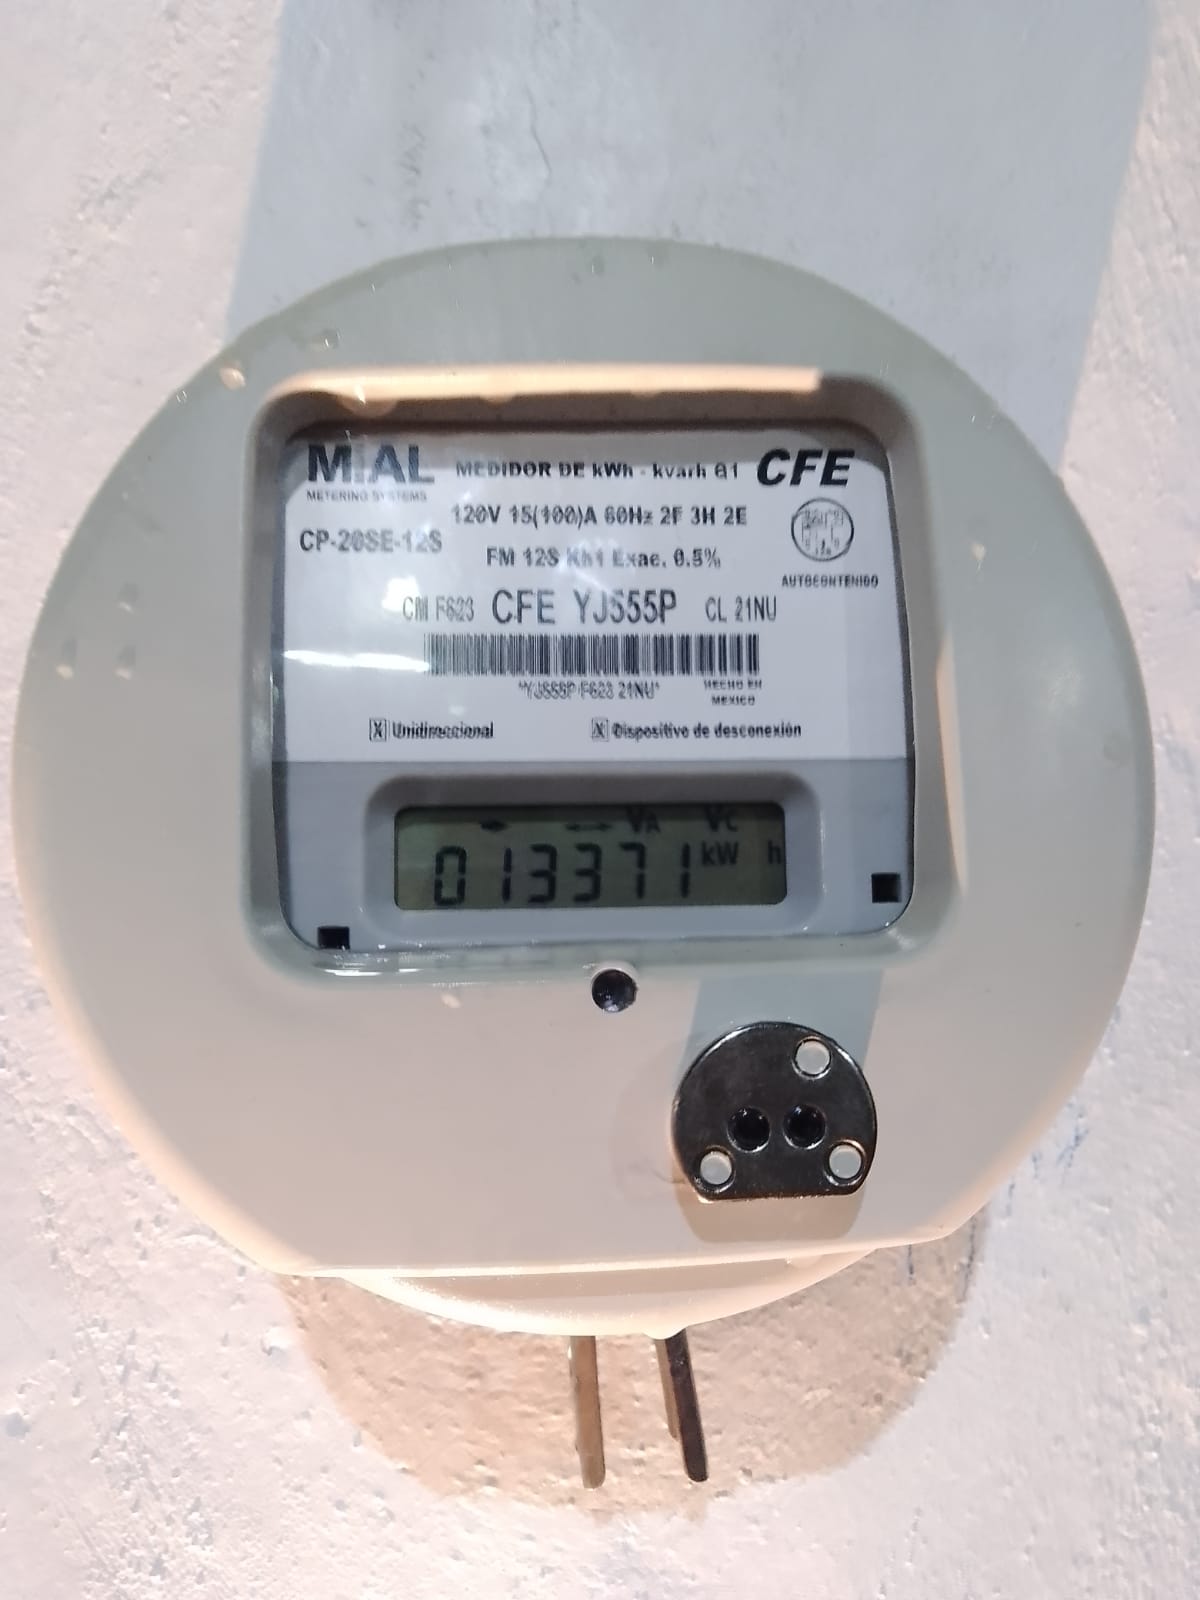 MIAL
METERING SYSTEMS
MEDIDOR DE kWh - kvarh Q1
CFE
120V 15(100)A 60Hz 2F 3H 2E
CP-20SE-12S
FM 12S Kh1 Exac. 0.5%
AUTOCONTENIDO
CM F623 CFE YJ555P CL 21NU
*YJ555P F623 21NU*
HECHO EN
MEXICO
X Unidireccional
X Dispositivo de desconexión
VA VC
013371 kW h